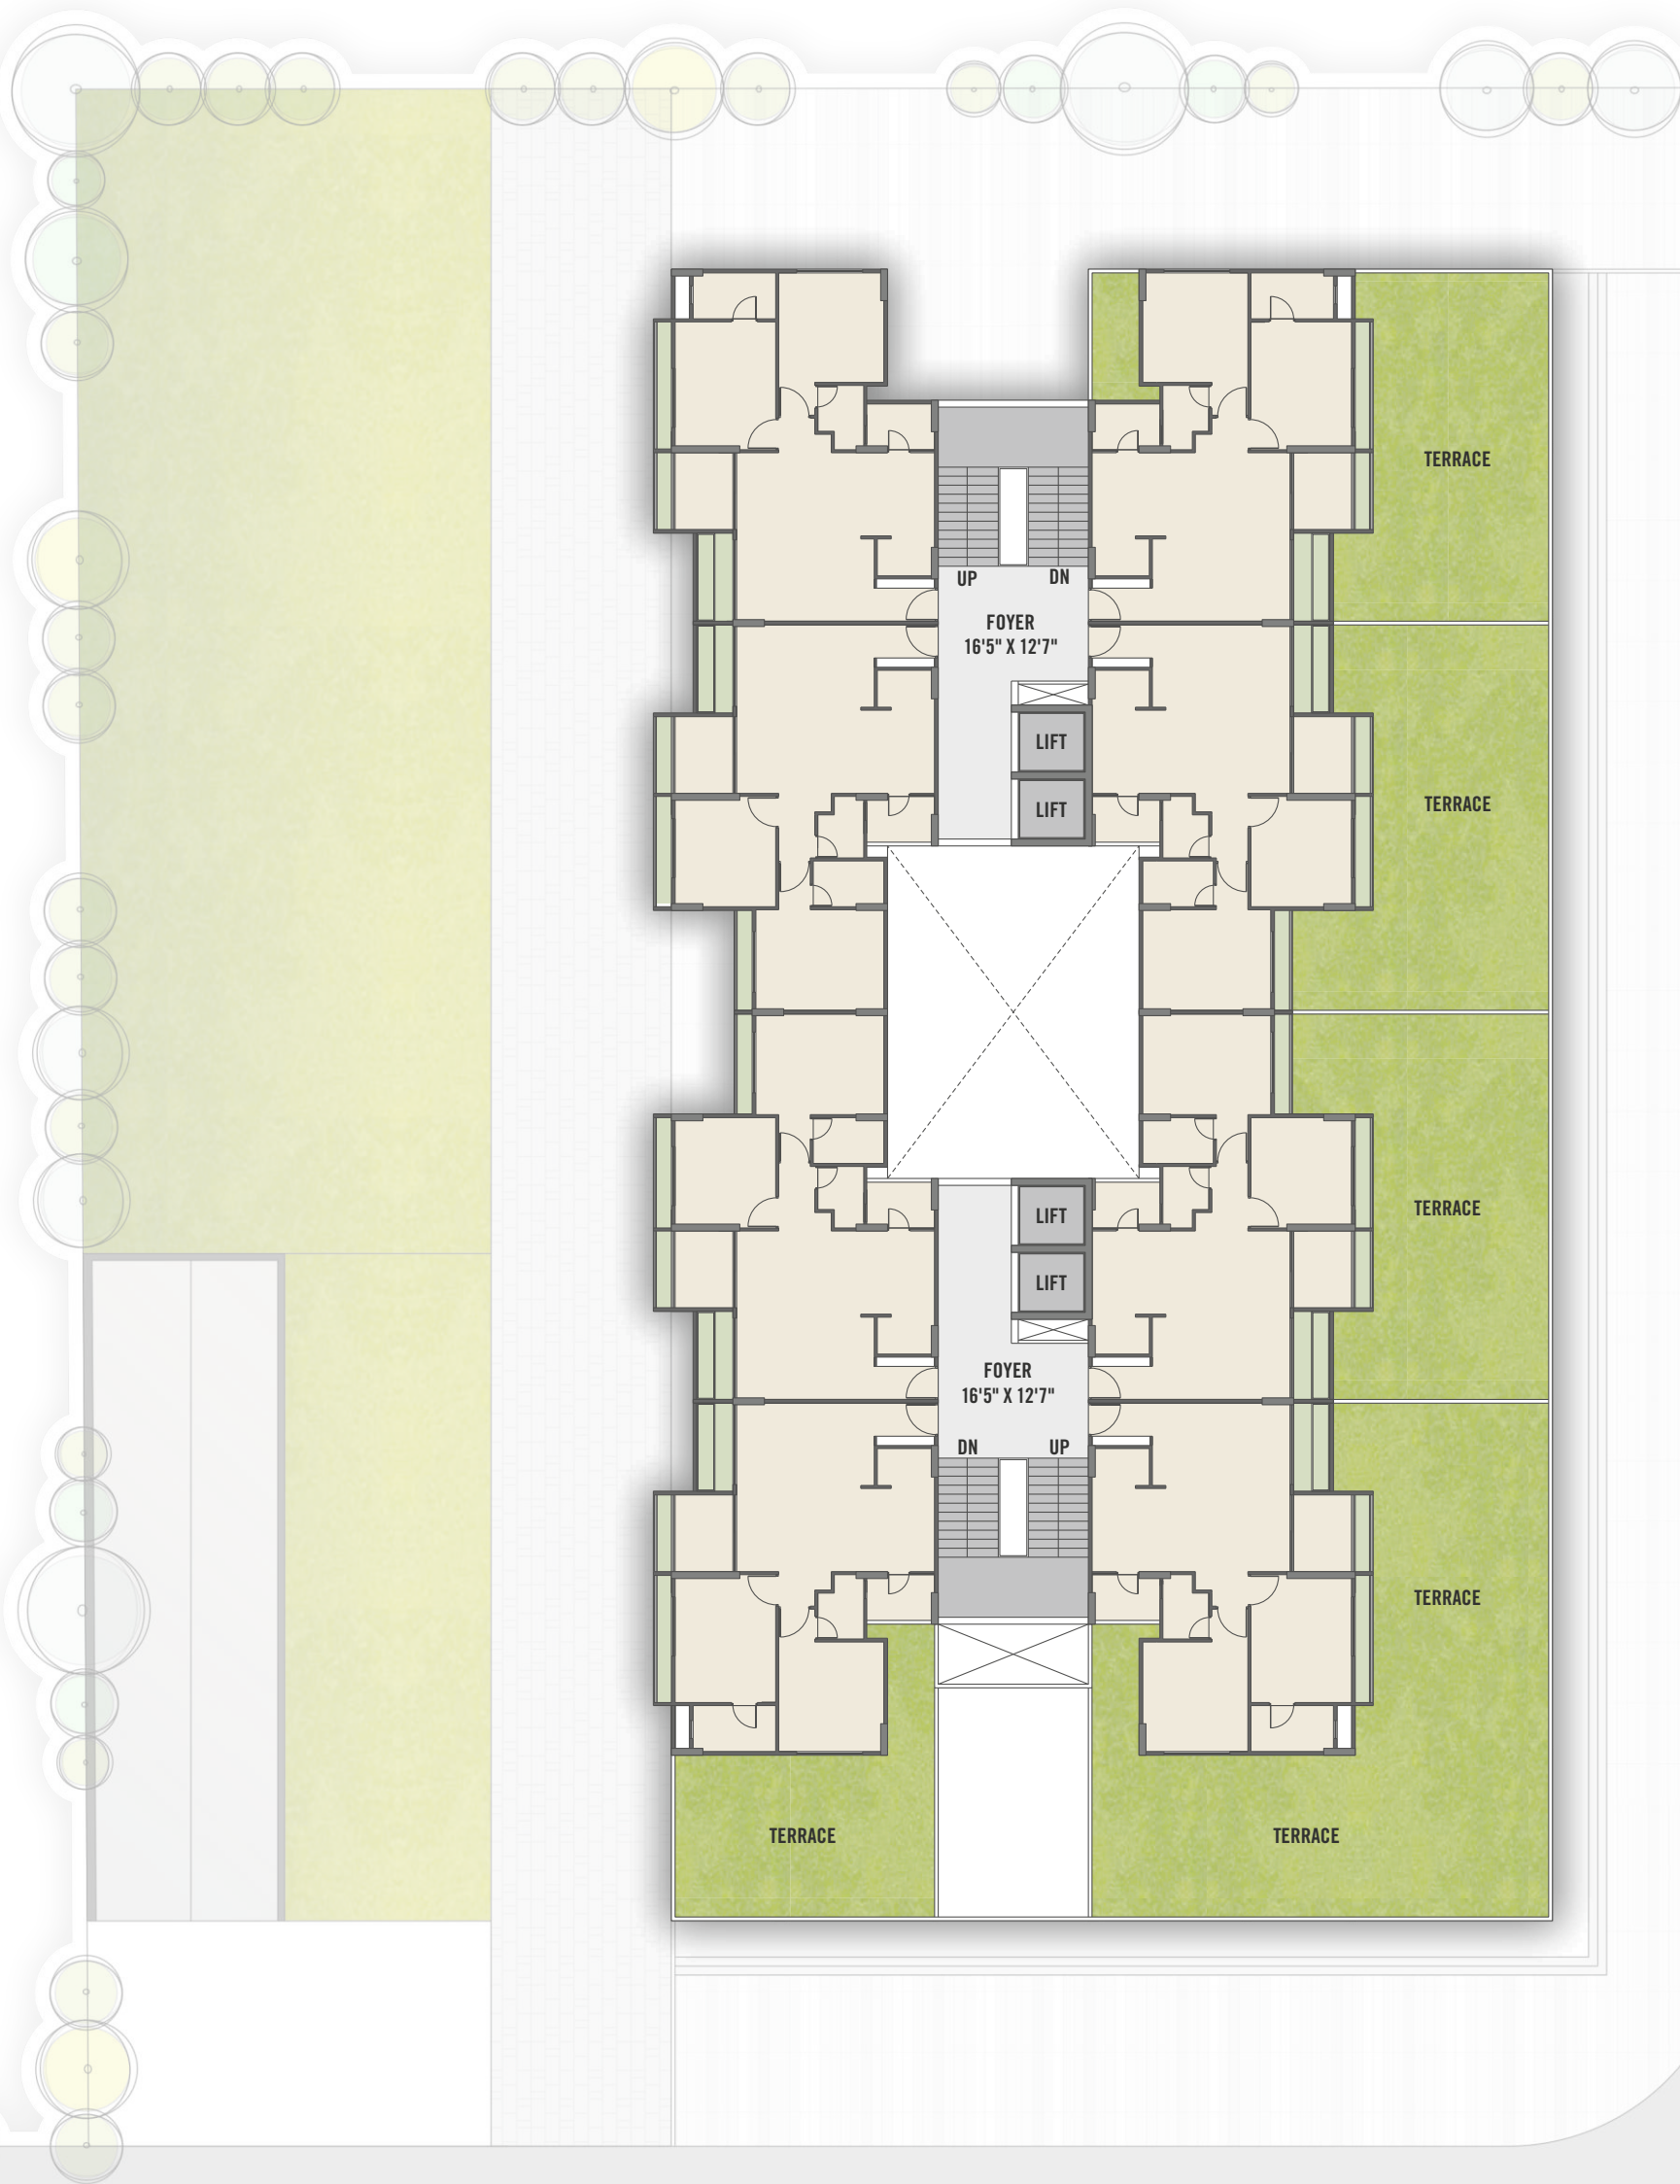 TERRACE
UP
DN
FOYER
16'5" X 12'7"
LIFT
TERRACE
LIFT
TERRACE
LIFT
LIFT
FOYER
16'5" X 12'7"
DN
UP
TERRACE
TERRACE
TERRACE